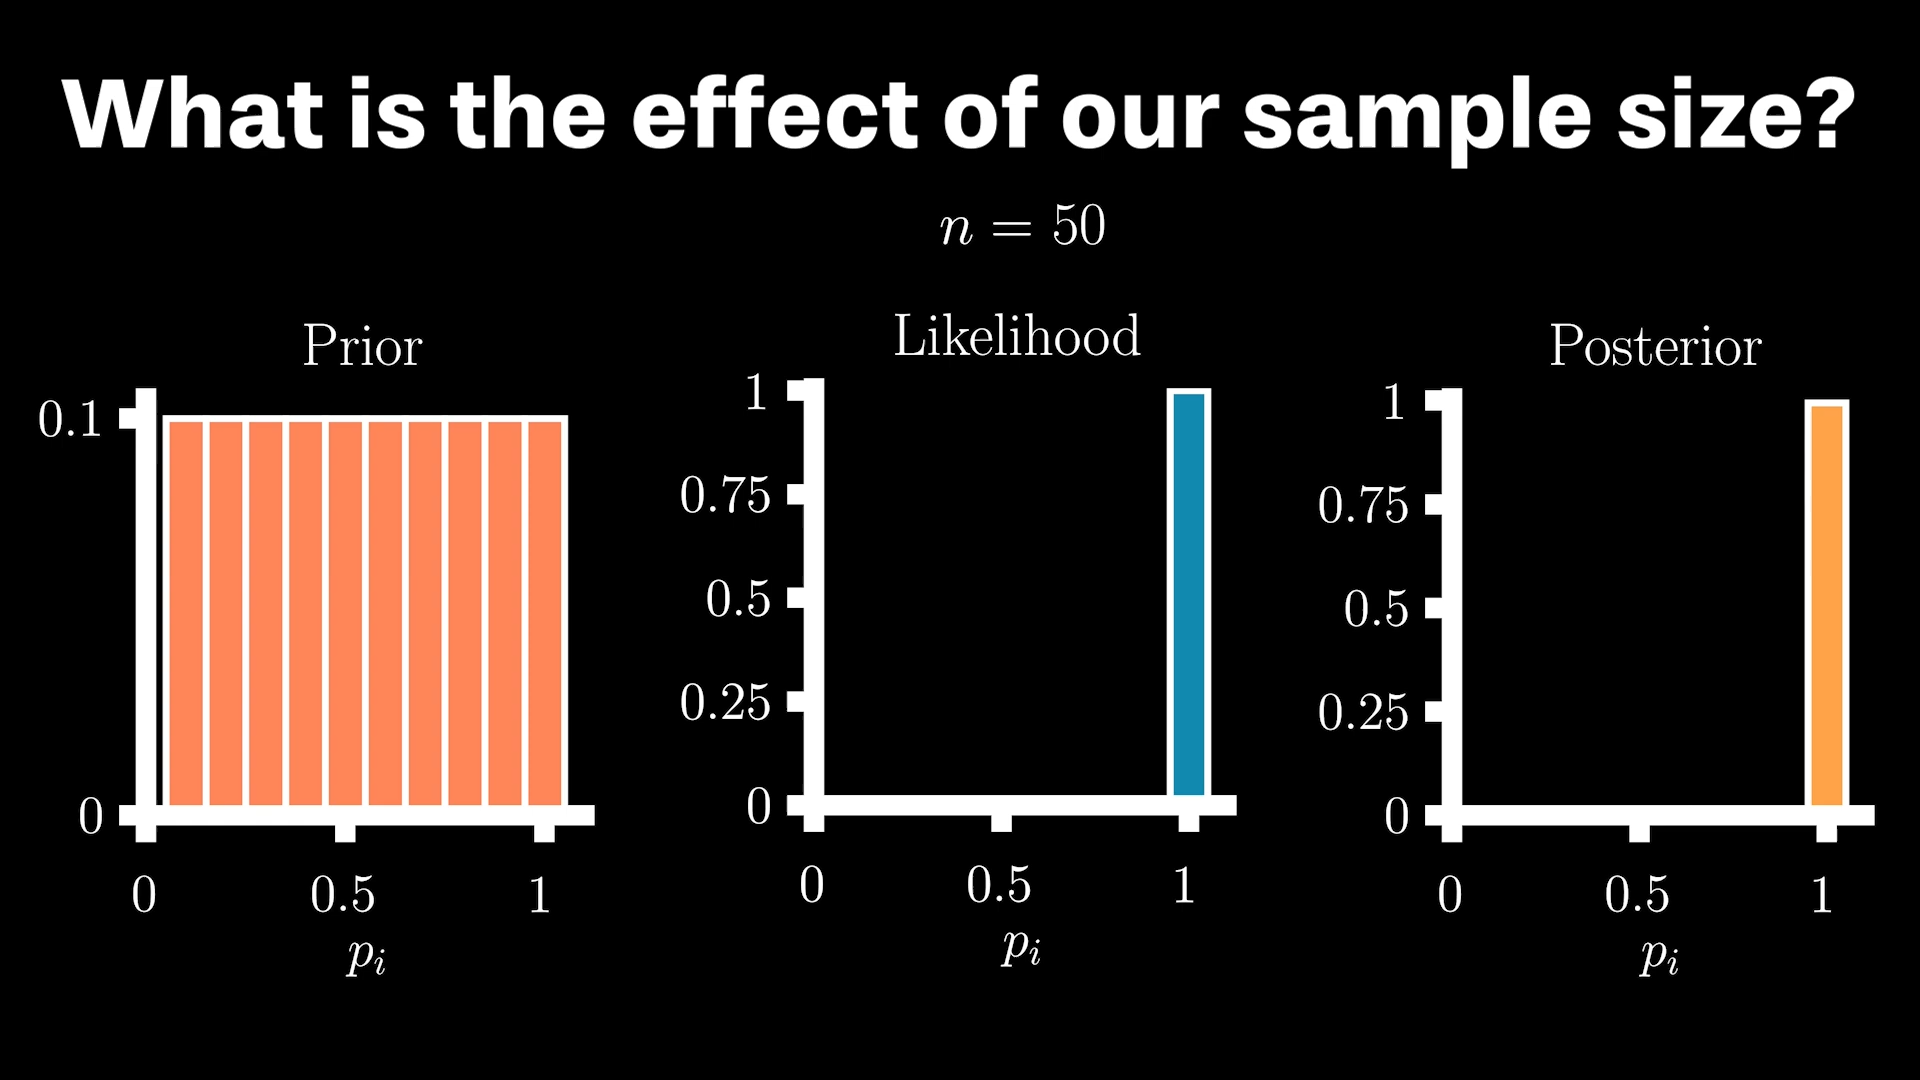 What is the effect of our sample size?
n = 50
Prior
0.1
0
0 0.5 1
p_i
Likelihood
1
0.75
0.5
0.25
0
0 0.5 1
p_i
Posterior
1
0.75
0.5
0.25
0
0 0.5 1
p_i